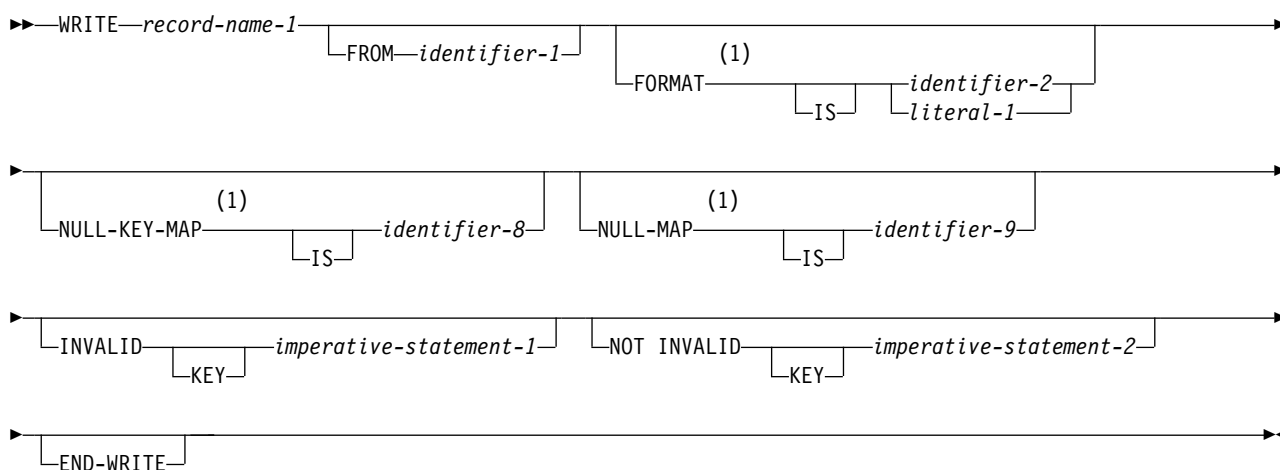 WRITE record-name-1
FROM identifier-1
(1)
FORMAT IS identifier-2
literal-1
(1)
NULL-KEY-MAP IS identifier-8
(1)
NULL-MAP IS identifier-9
INVALID KEY imperative-statement-1
NOT INVALID KEY imperative-statement-2
END-WRITE